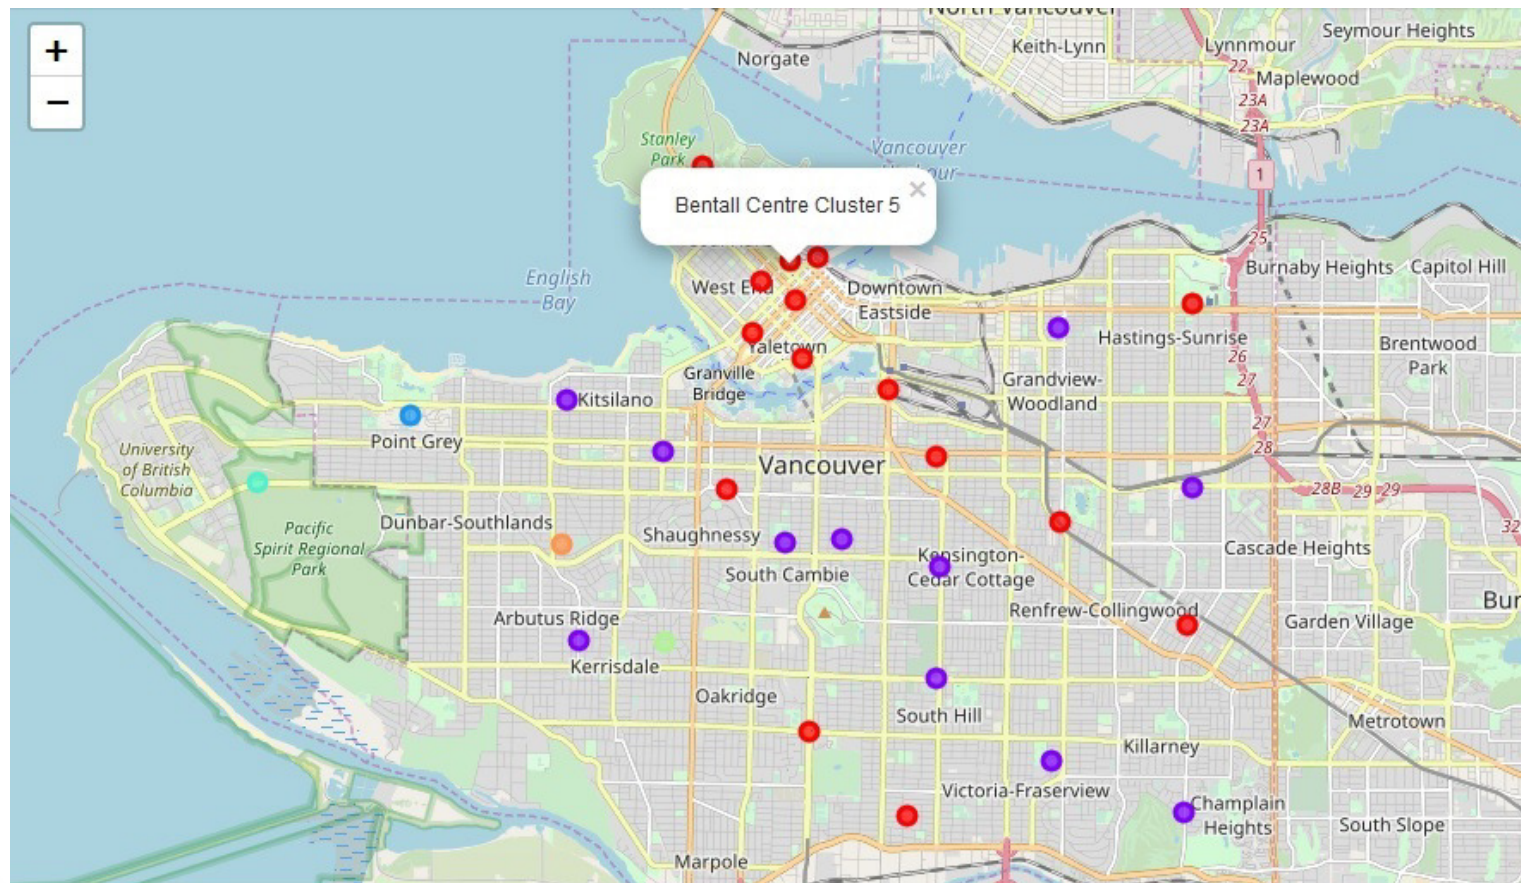 +
−
North Vancouver
Norgate
Keith-Lynn
Lynnmour
Seymour Heights
22
Maplewood
23A
23A
Stanley
Park
Vancouver
1
Bentall Centre Cluster 5
×
25
English
Bay
West End
Downtown
Eastside
Burnaby Heights
Capitol Hill
Yaletown
Hastings-Sunrise
Brentwood
Park
26
27
Granville
Bridge
Grandview-
Woodland
Kitsilano
Point Grey
27
28
University
of British
Columbia
Vancouver
28B
29
29
32
Pacific
Spirit Regional
Park
Dunbar-Southlands
Shaughnessy
South Cambie
Kensington-
Cedar Cottage
Cascade Heights
Renfrew-Collingwood
Bur
Garden Village
Arbutus Ridge
Kerrisdale
Oakridge
South Hill
Metrotown
Killarney
Victoria-Fraserview
Champlain
Heights
South Slope
Marpole